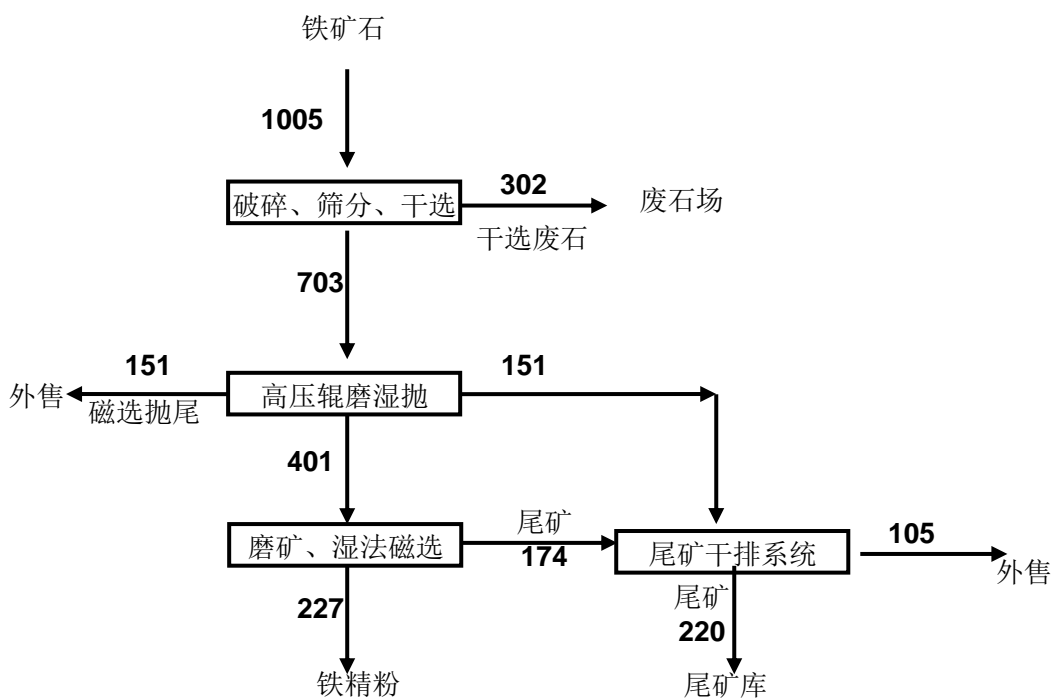 铁矿石
1005
破碎、筛分、干选
302
干选废石
废石场
703
外售
151
磁选抛尾
高压辊磨湿抛
151
401
磨矿、湿法磁选
尾矿
174
尾矿干排系统
105
外售
227
尾矿
220
铁精粉
尾矿库